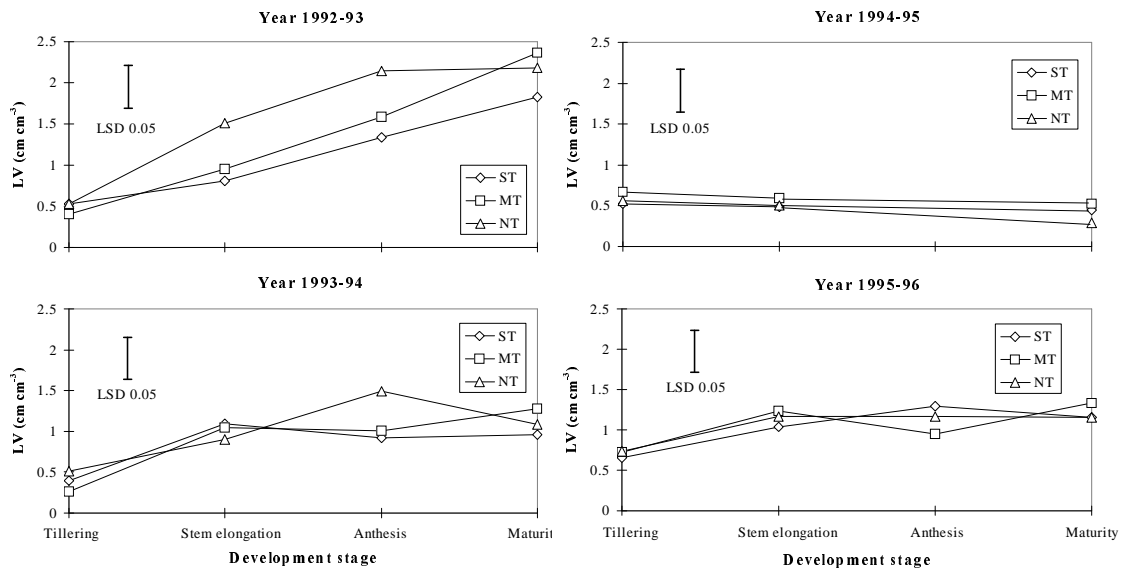 Year 1992-93
2.5
2
1.5
1
0.5
0
LV (cm cm⁻³)
LSD 0.05
ST
MT
NT
Year 1994-95
2.5
2
1.5
1
0.5
0
LV (cm cm⁻³)
LSD 0.05
ST
MT
NT
Year 1993-94
2.5
2
1.5
1
0.5
0
LV (cm cm⁻³)
LSD 0.05
ST
MT
NT
Tillering Stem elongation Anthesis Maturit
Development stage
Year 1995-96
2.5
2
1.5
1
0.5
0
LV (cm cm⁻³)
LSD 0.05
ST
MT
NT
Tillering Stem elongation Anthesis Maturity
Development stage